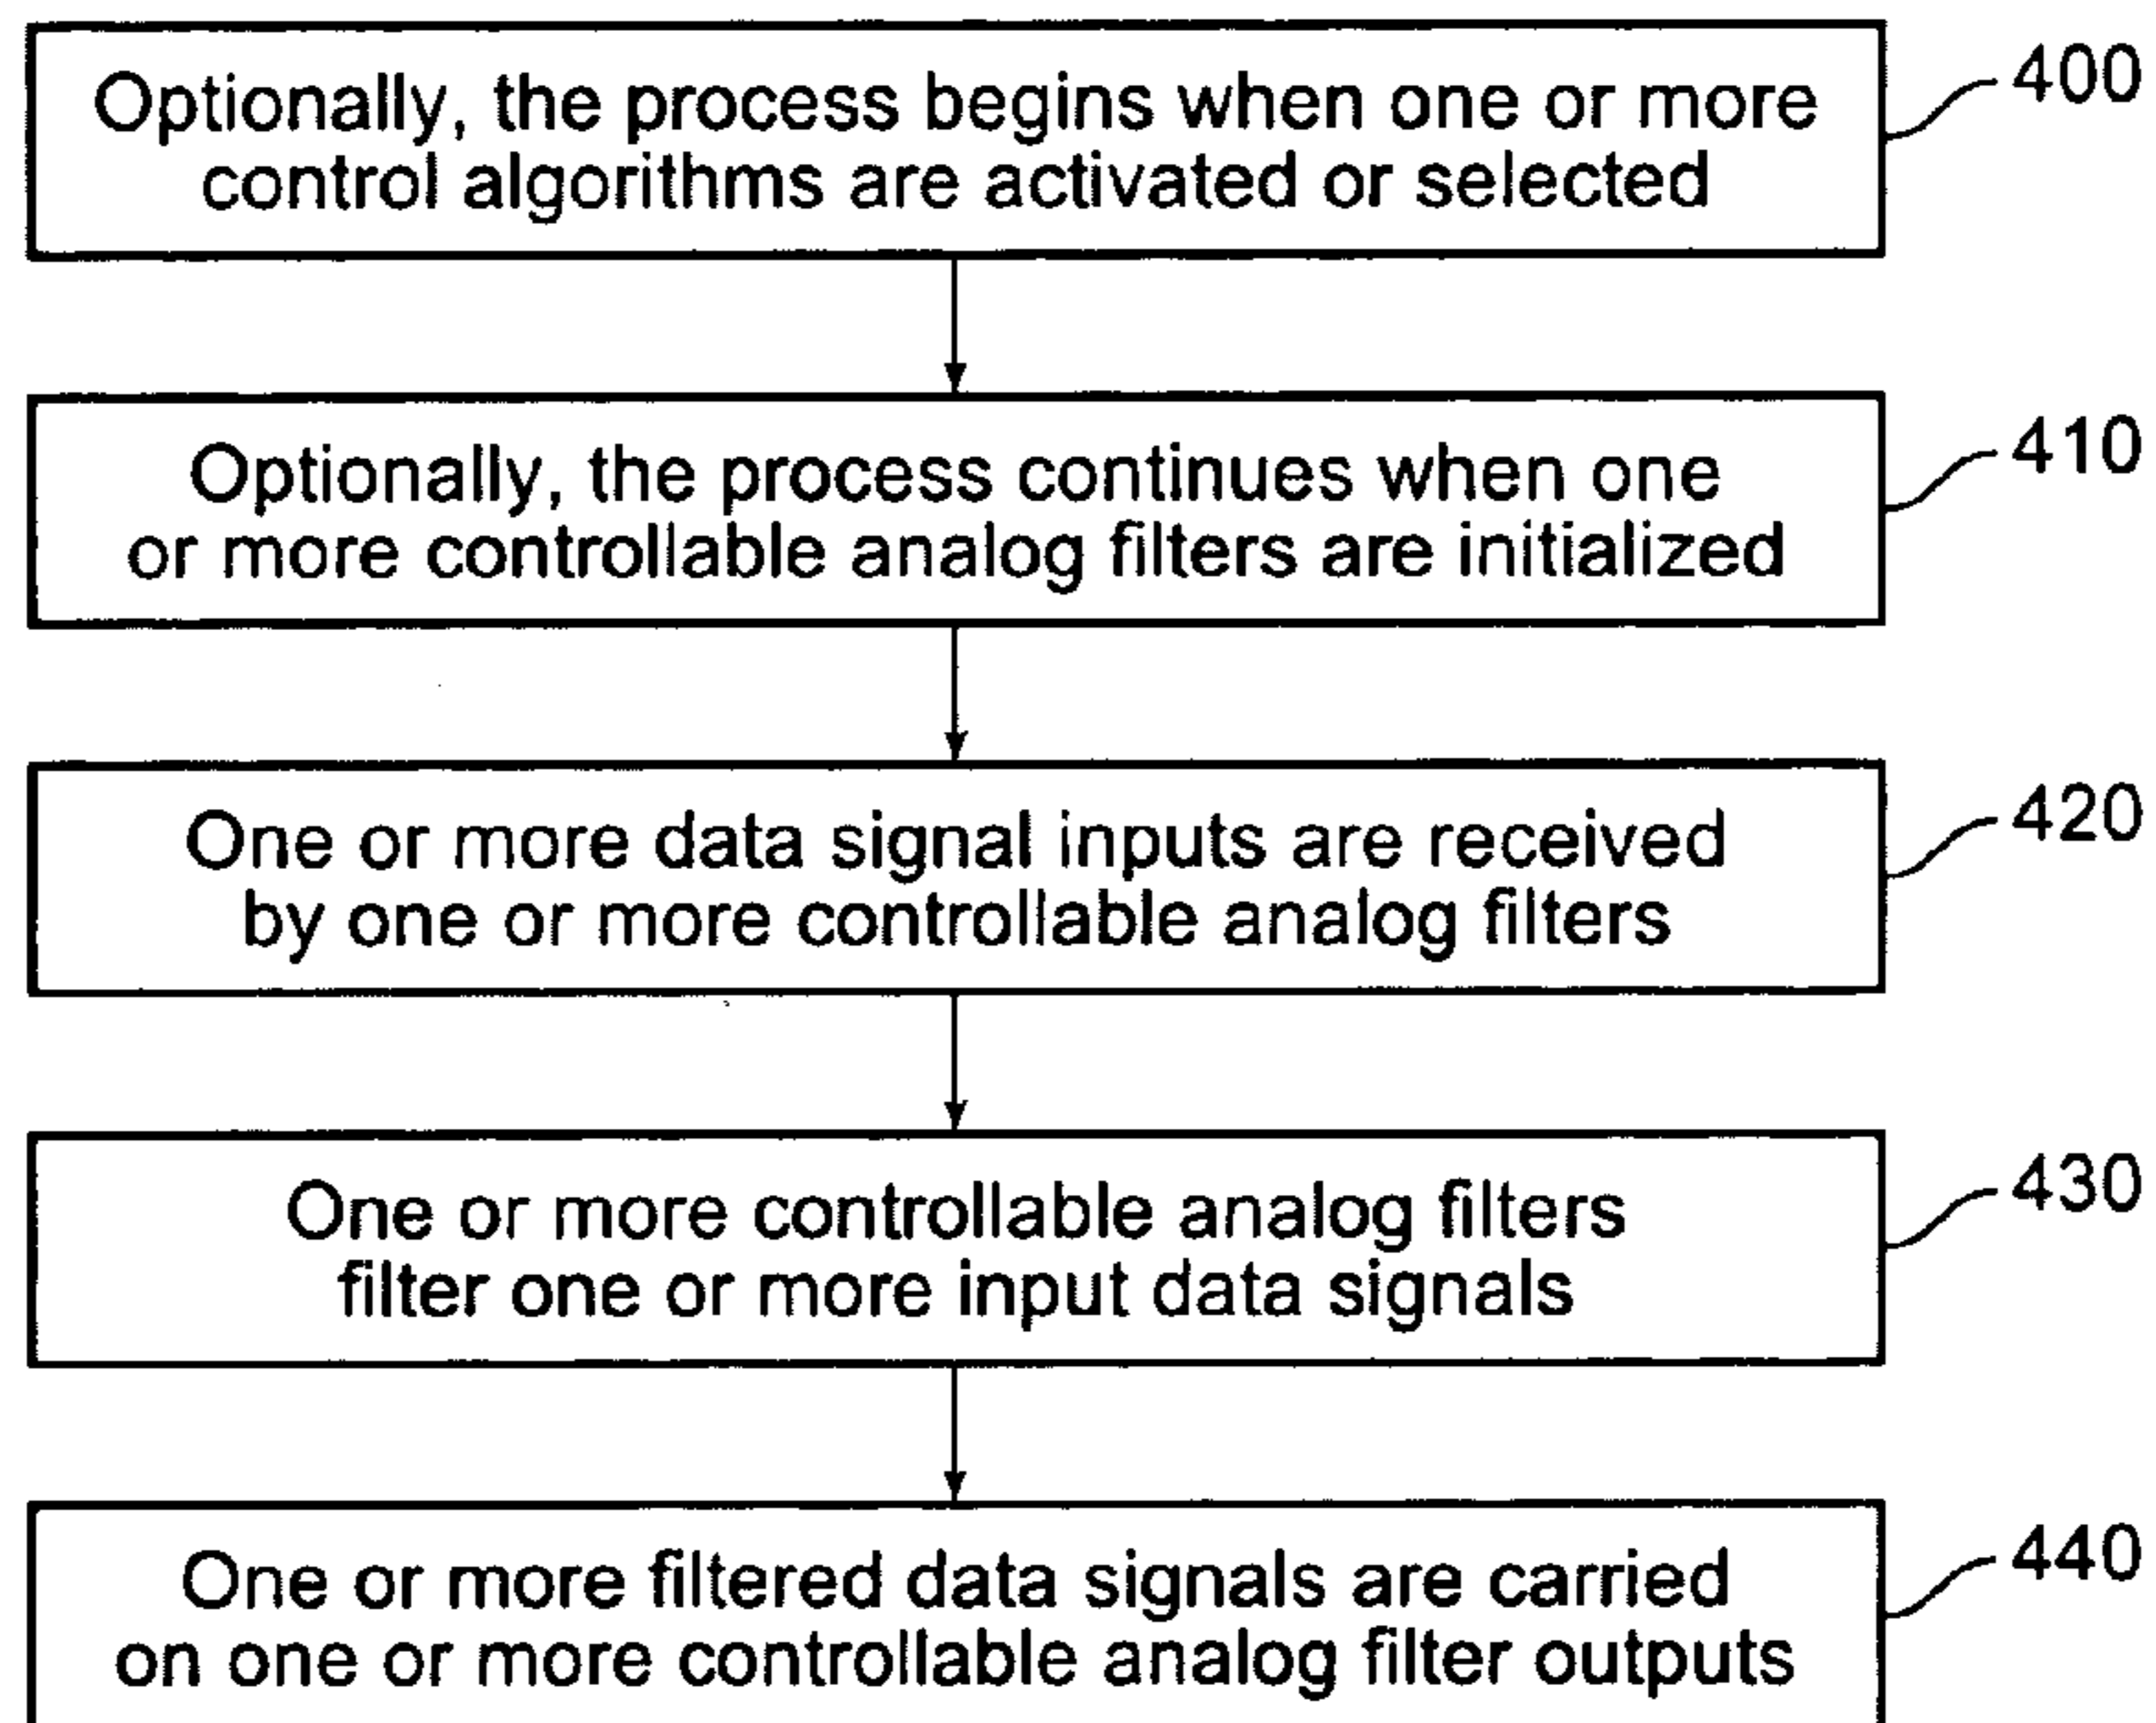 Optionally, the process begins when one or more
control algorithms are activated or selected
400
Optionally, the process continues when one
or more controllable analog filters are initialized
410
One or more data signal inputs are received
by one or more controllable analog filters
420
One or more controllable analog filters
filter one or more input data signals
430
One or more filtered data signals are carried
on one or more controllable analog filter outputs
440